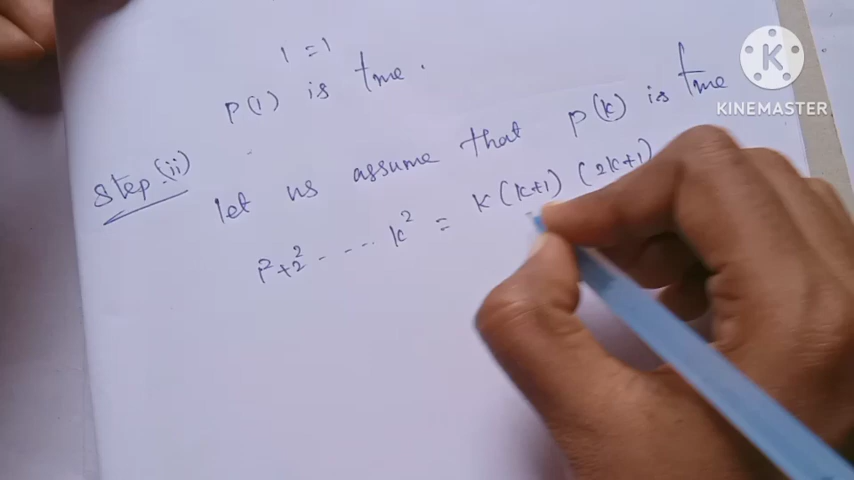 1 = 1
P(1) is true.
Step (ii)
let us assume that P(k) is true
1²+2² - - - - - k² = k(k+1) (2k+1)
K
KINEMASTER